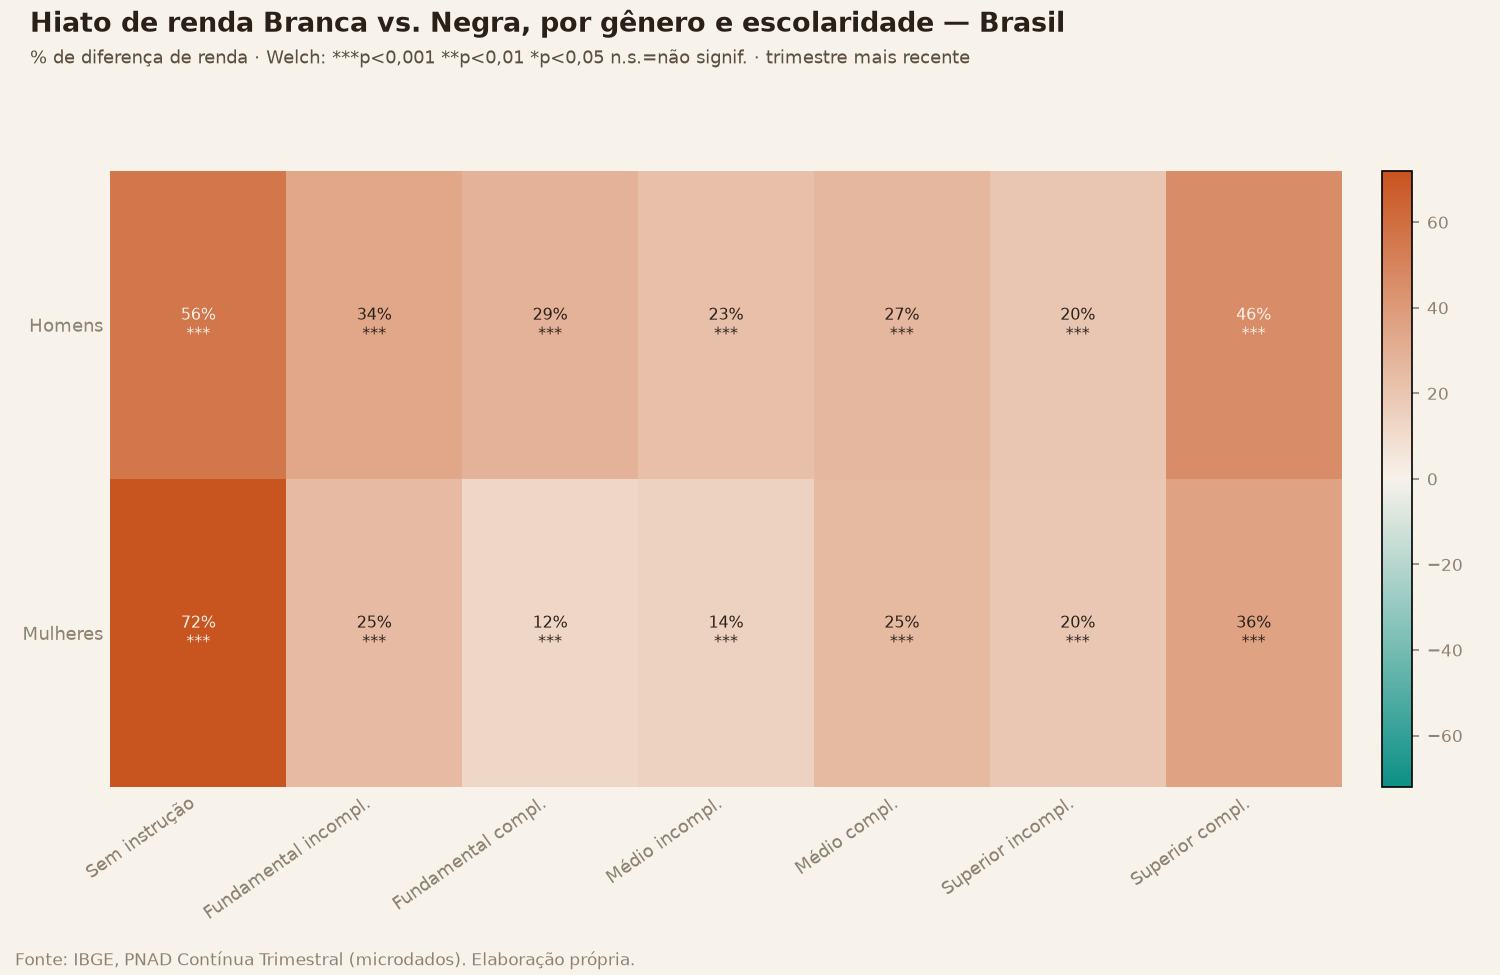 Hiato de renda Branca vs. Negra, por gênero e escolaridade — Brasil
% de diferença de renda · Welch: ***p<0,001 **p<0,01 *p<0,05 n.s.=não signif. · trimestre mais recente
Homens
56% 34% 29% 23% 27% 20% 46%
*** *** *** *** *** *** ***
Mulheres
72% 25% 12% 14% 25% 20% 36%
*** *** *** *** *** *** ***
Sem instrução
Fundamental incompl.
Fundamental compl.
Médio incompl.
Médio compl.
Superior incompl.
Superior compl.
60
40
20
0
−20
−40
−60
Fonte: IBGE, PNAD Contínua Trimestral (microdados). Elaboração própria.